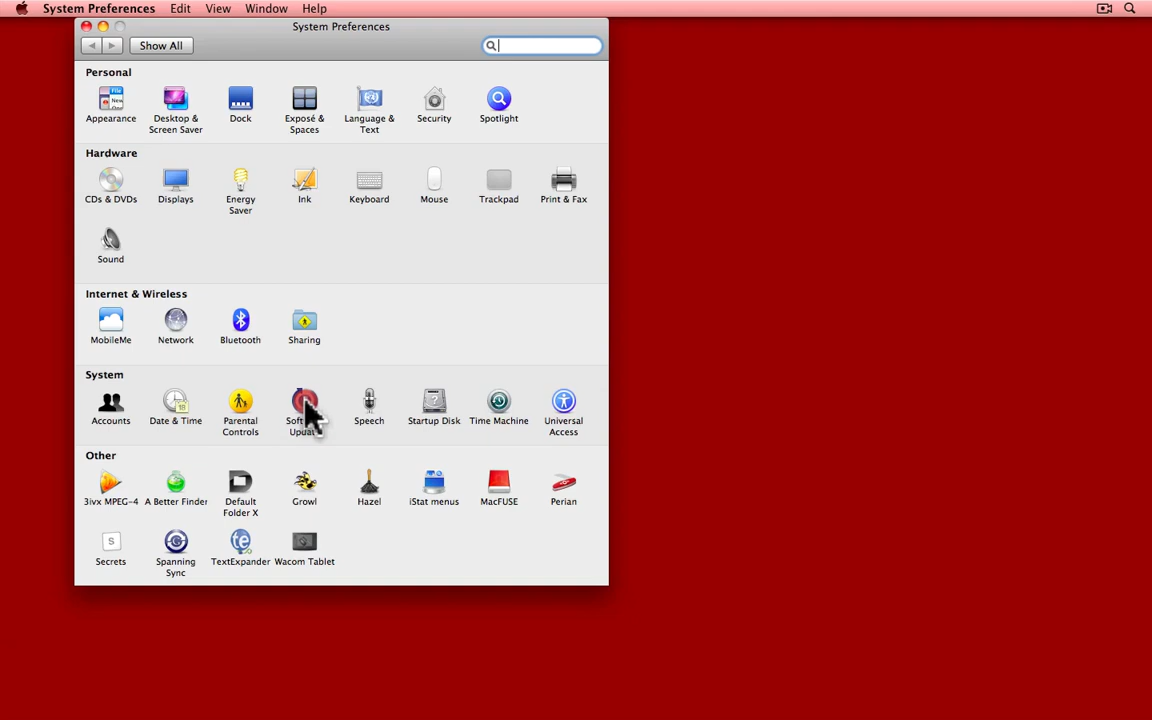 System Preferences Edit View Window Help
System Preferences
Show All
Personal
Appearance Desktop & Screen Saver Dock Exposé & Spaces Language & Text Security Spotlight
Hardware
CDs & DVDs Displays Energy Saver Ink Keyboard Mouse Trackpad Print & Fax
Sound
Internet & Wireless
MobileMe Network Bluetooth Sharing
System
Accounts Date & Time Parental Controls Speech Startup Disk Time Machine Universal Access
Other
3ivx MPEG-4 A Better Finder Default Folder X Growl Hazel iStat menus MacFUSE Perian
Secrets Spanning Sync TextExpander Wacom Tablet